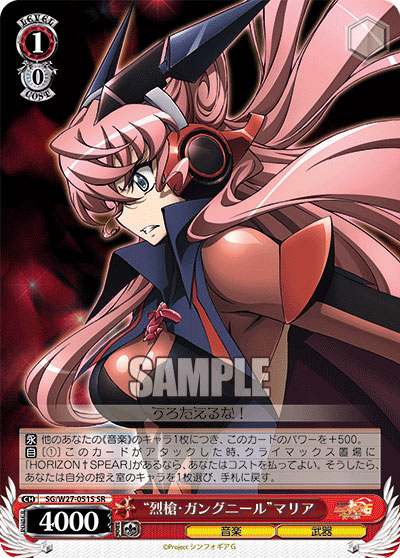 LEVEL
1
0
COST
SAMPLE
うろたえるな！
永 他のあなたの《音楽》のキャラ1枚につき、このカードのパワーを+500。
自 [①] このカードがアタックした時、クライマックス置場に
「HORIZON†SPEAR」があるなら、あなたはコストを払ってよい。そうしたら、
あなたは自分の控え室のキャラを1枚選び、手札に戻す。
CH SG/W27-051S SR
POWER
4000
“烈槍・ガングニール”マリア
音楽 武器
©Project シンフォギアG